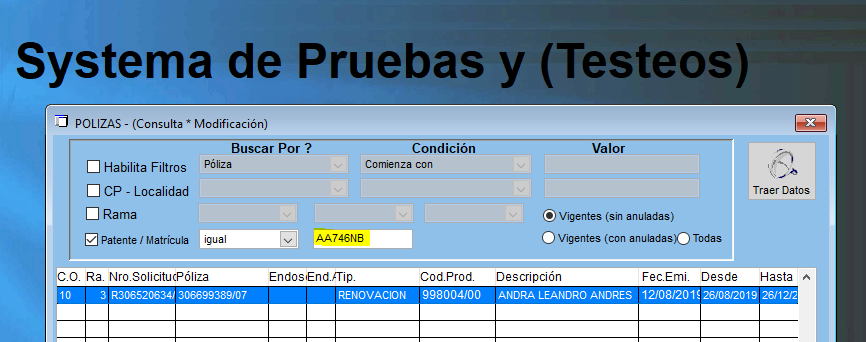 Systema de Pruebas y (Testeos)
POLIZAS - (Consulta * Modificación)
Buscar Por ? Condición Valor
Habilita Filtros Póliza Comienza con
CP - Localidad
Traer Datos
Rama Vigentes (sin anuladas)
Patente / Matrícula igual AA746NB Vigentes (con anuladas) Todas
C.O. Ra. Nro.Solicitud Póliza Endoso End./ Tip. Cod.Prod. Descripción Fec.Emi. Desde Hasta
10 3 R306520634/ 306699389/07 RENOVACION 998004/00 ANDRA LEANDRO ANDRES 12/08/2019 26/08/2019 26/12/2